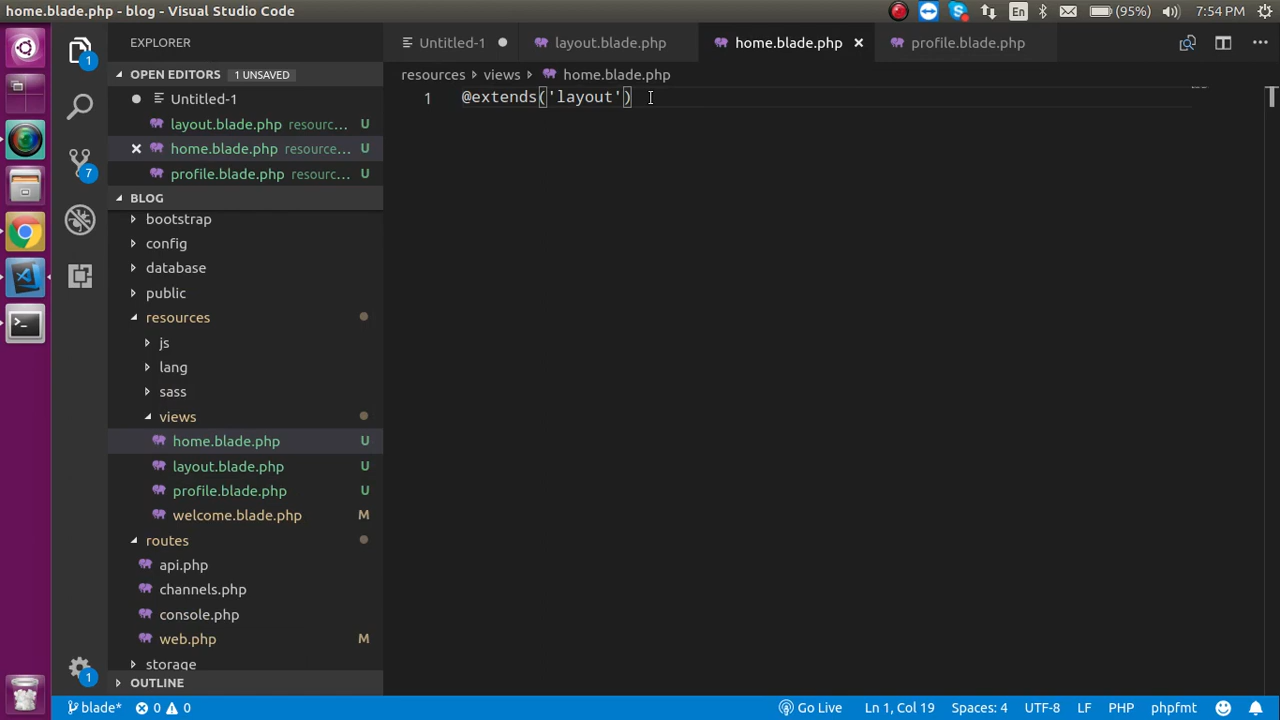 home.blade.php - blog - Visual Studio Code
En (95%) 7:54 PM
EXPLORER
Untitled-1 layout.blade.php home.blade.php profile.blade.php
1
OPEN EDITORS 1 UNSAVED
resources views home.blade.php
Untitled-1
1 @extends('layout')
layout.blade.php resourc... U
home.blade.php resource... U
7
profile.blade.php resourc... U
BLOG
bootstrap
config
database
public
resources
js
lang
sass
views
home.blade.php U
layout.blade.php U
profile.blade.php U
welcome.blade.php M
routes
api.php
channels.php
console.php
web.php M
storage
1
OUTLINE
blade* 0 0 Go Live Ln 1, Col 19 Spaces: 4 UTF-8 LF PHP phpfmt 1